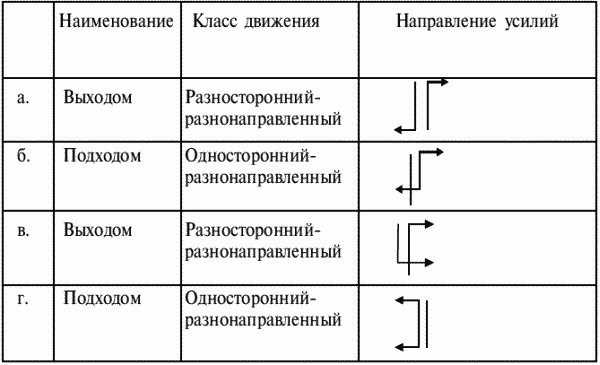 Наименование Класс движения Направление усилий
а. Выходом Разносторонний-
разнонаправленный
б. Подходом Односторонний-
разнонаправленный
в. Выходом Разносторонний-
разнонаправленный
г. Подходом Односторонний-
разнонаправленный